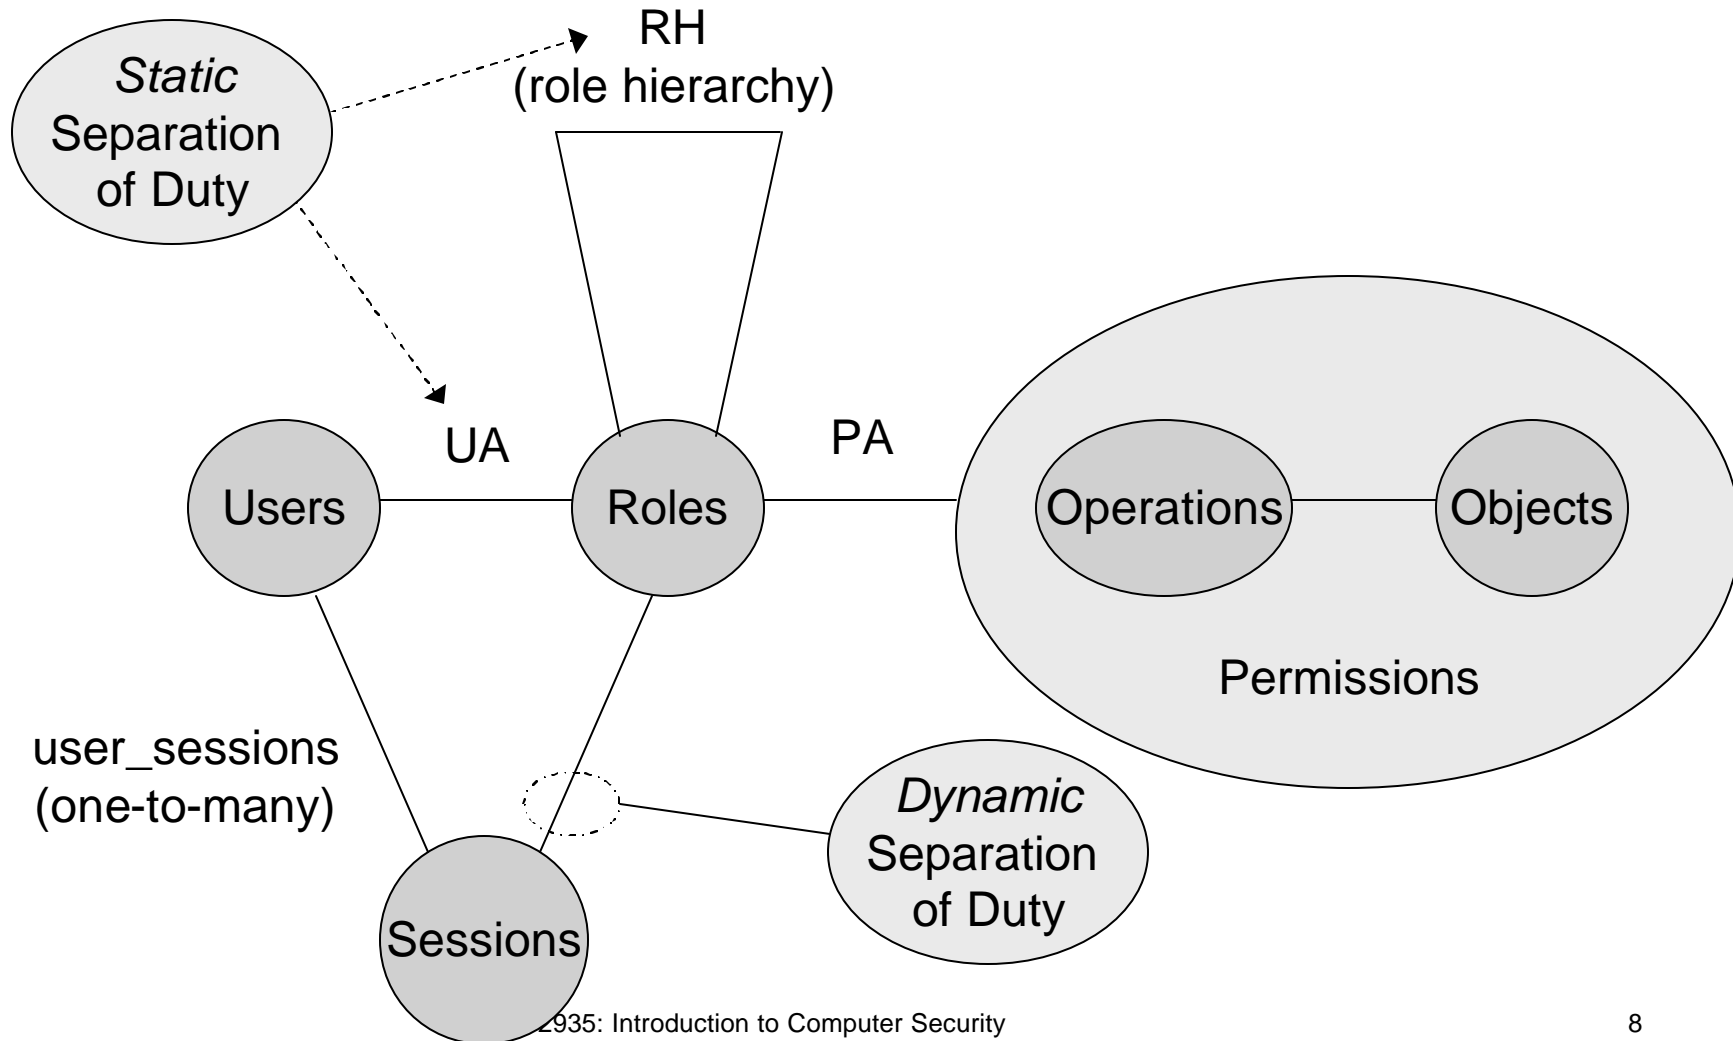 RH
(role hierarchy)
Static
Separation
of Duty
UA
PA
Users
Roles
Operations
Objects
Permissions
user_sessions
(one-to-many)
Dynamic
Separation
of Duty
Sessions
2935: Introduction to Computer Security
8